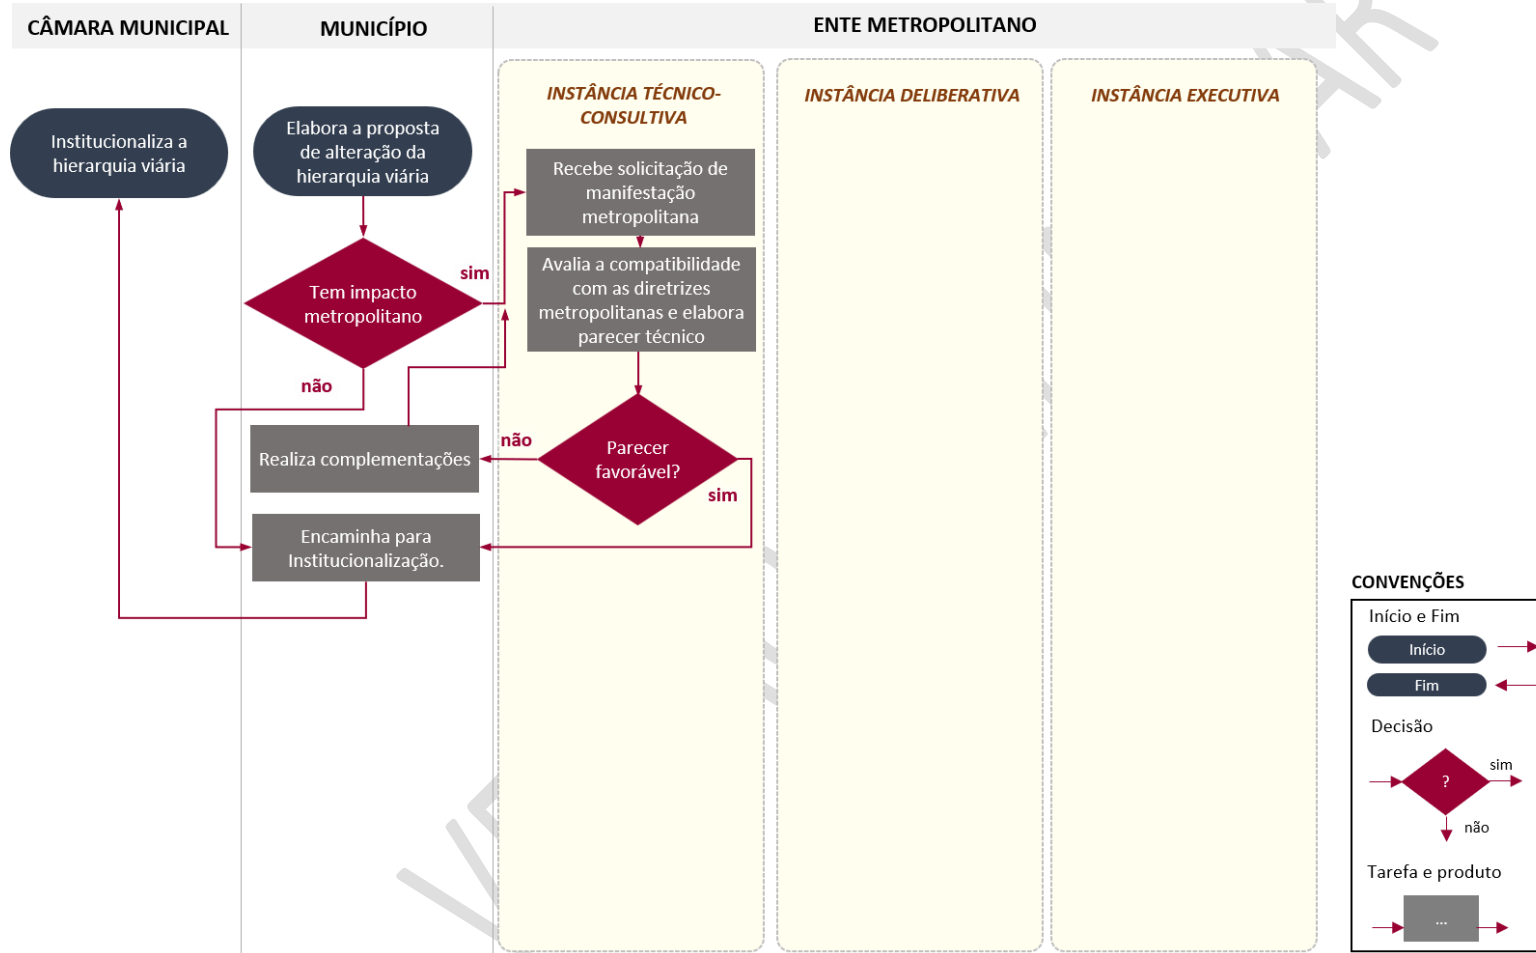 CÂMARA MUNICIPAL
MUNICÍPIO
ENTE METROPOLITANO
INSTÂNCIA TÉCNICO-
CONSULTIVA
INSTÂNCIA DELIBERATIVA
INSTÂNCIA EXECUTIVA
Institucionaliza a
hierarquia viária
Elabora a proposta
de alteração da
hierarquia viária
Recebe solicitação de
manifestação
metropolitana
sim
Tem impacto
metropolitano
Avalia a compatibilidade
com as diretrizes
metropolitanas e elabora
parecer técnico
não
Realiza complementações
não
Parecer
favorável?
sim
Encaminha para
Institucionalização.
CONVENÇÕES
Início e Fim
Início
Fim
Decisão
?
sim
não
Tarefa e produto
...